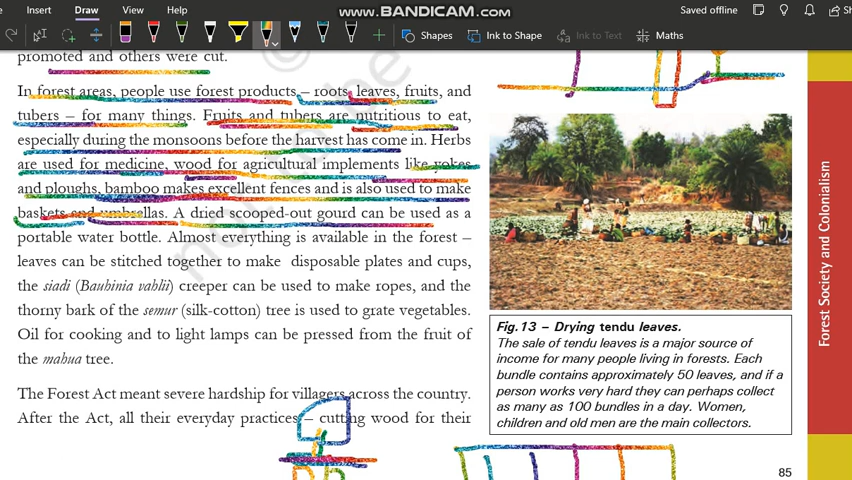 WWW.BANDICAM.COM
Saved offline
Sh
Insert
Draw
View
Help
Shapes
Ink to Shape
Ink to Text
Maths
promoted and others were cut.
In forest areas, people use forest products – roots, leaves, fruits, and
tubers – for many things. Fruits and tubers are nutritious to eat,
especially during the monsoons before the harvest has come in. Herbs
are used for medicine, wood for agricultural implements like yokes
and ploughs, bamboo makes excellent fences and is also used to make
baskets and umbrellas. A dried scooped-out gourd can be used as a
portable water bottle. Almost everything is available in the forest –
leaves can be stitched together to make disposable plates and cups,
the siadi (Bauhinia vahlii) creeper can be used to make ropes, and the
thorny bark of the semur (silk-cotton) tree is used to grate vegetables.
Oil for cooking and to light lamps can be pressed from the fruit of
the mahua tree.
The Forest Act meant severe hardship for villagers across the country.
After the Act, all their everyday practices – cutting wood for their
Fig.13 – Drying tendu leaves.
The sale of tendu leaves is a major source of
income for many people living in forests. Each
bundle contains approximately 50 leaves, and if a
person works very hard they can perhaps collect
as many as 100 bundles in a day. Women,
children and old men are the main collectors.
Forest Society and Colonialism
85